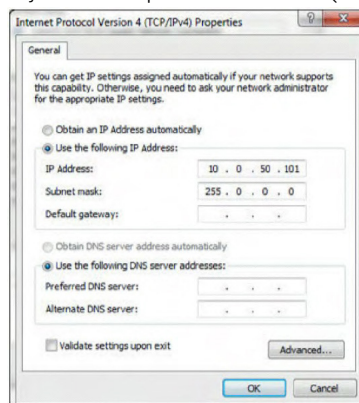 Internet Protocol Version 4 (TCP/IPv4) Properties
General
You can get IP settings assigned automatically if your network supports
this capability. Otherwise, you need to ask your network administrator
for the appropriate IP settings.
Obtain an IP Address automatically
Use the following IP Address:
IP Address: 10 . 0 . 50 . 101
Subnet mask: 255 . 0 . 0 . 0
Default gateway: . . .
Obtain DNS server address automatically
Use the following DNS server addresses:
Preferred DNS server: . . .
Alternate DNS server: . . .
Validate settings upon exit
Advanced...
OK Cancel